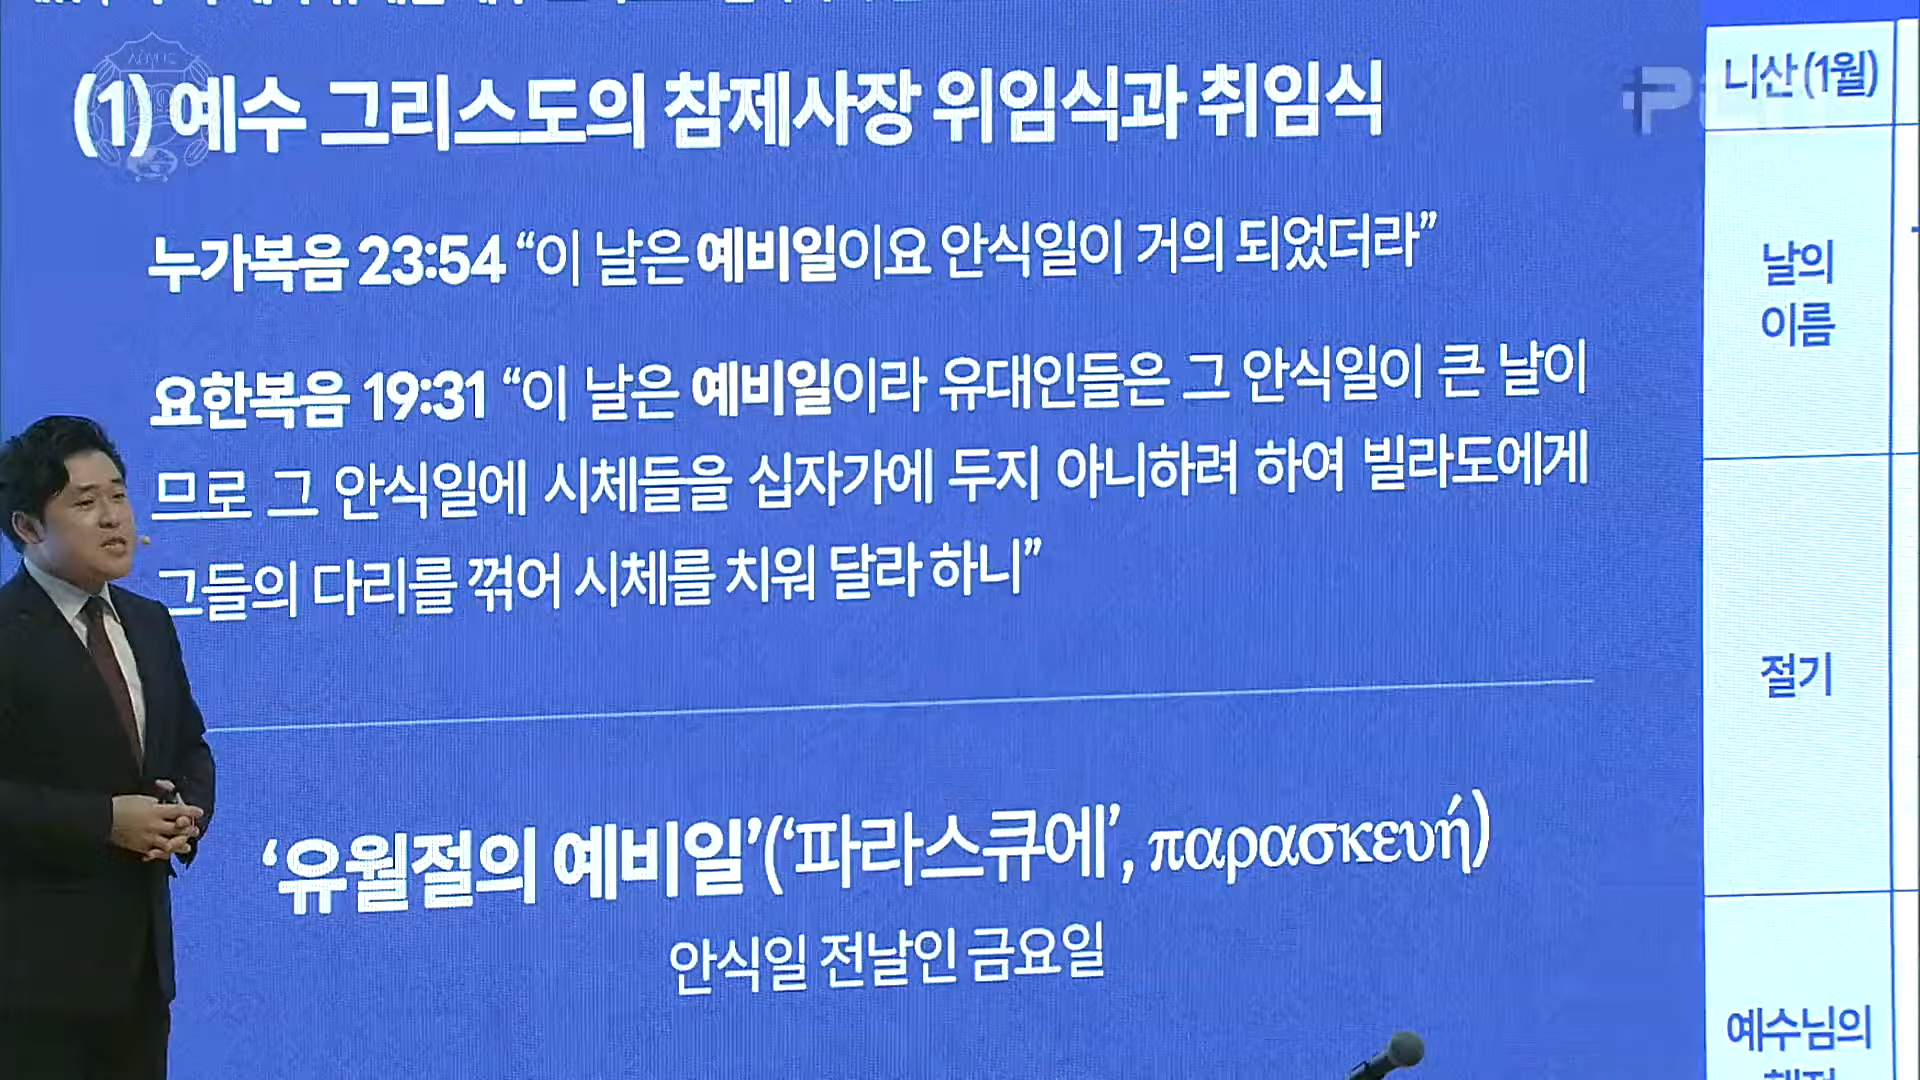 (1) 예수 그리스도의 참제사장 위임식과 취임식
누가복음 23:54 “이 날은 예비일이요 안식일이 거의 되었더라”
요한복음 19:31 “이 날은 예비일이라 유대인들은 그 안식일이 큰 날이
므로 그 안식일에 시체들을 십자가에 두지 아니하려 하여 빌라도에게
그들의 다리를 꺾어 시체를 치워 달라 하니”
‘유월절의 예비일’(‘파라스큐에’, παρασκευή)
안식일 전날인 금요일
니산 (1월)
날의
이름
절기
예수님의